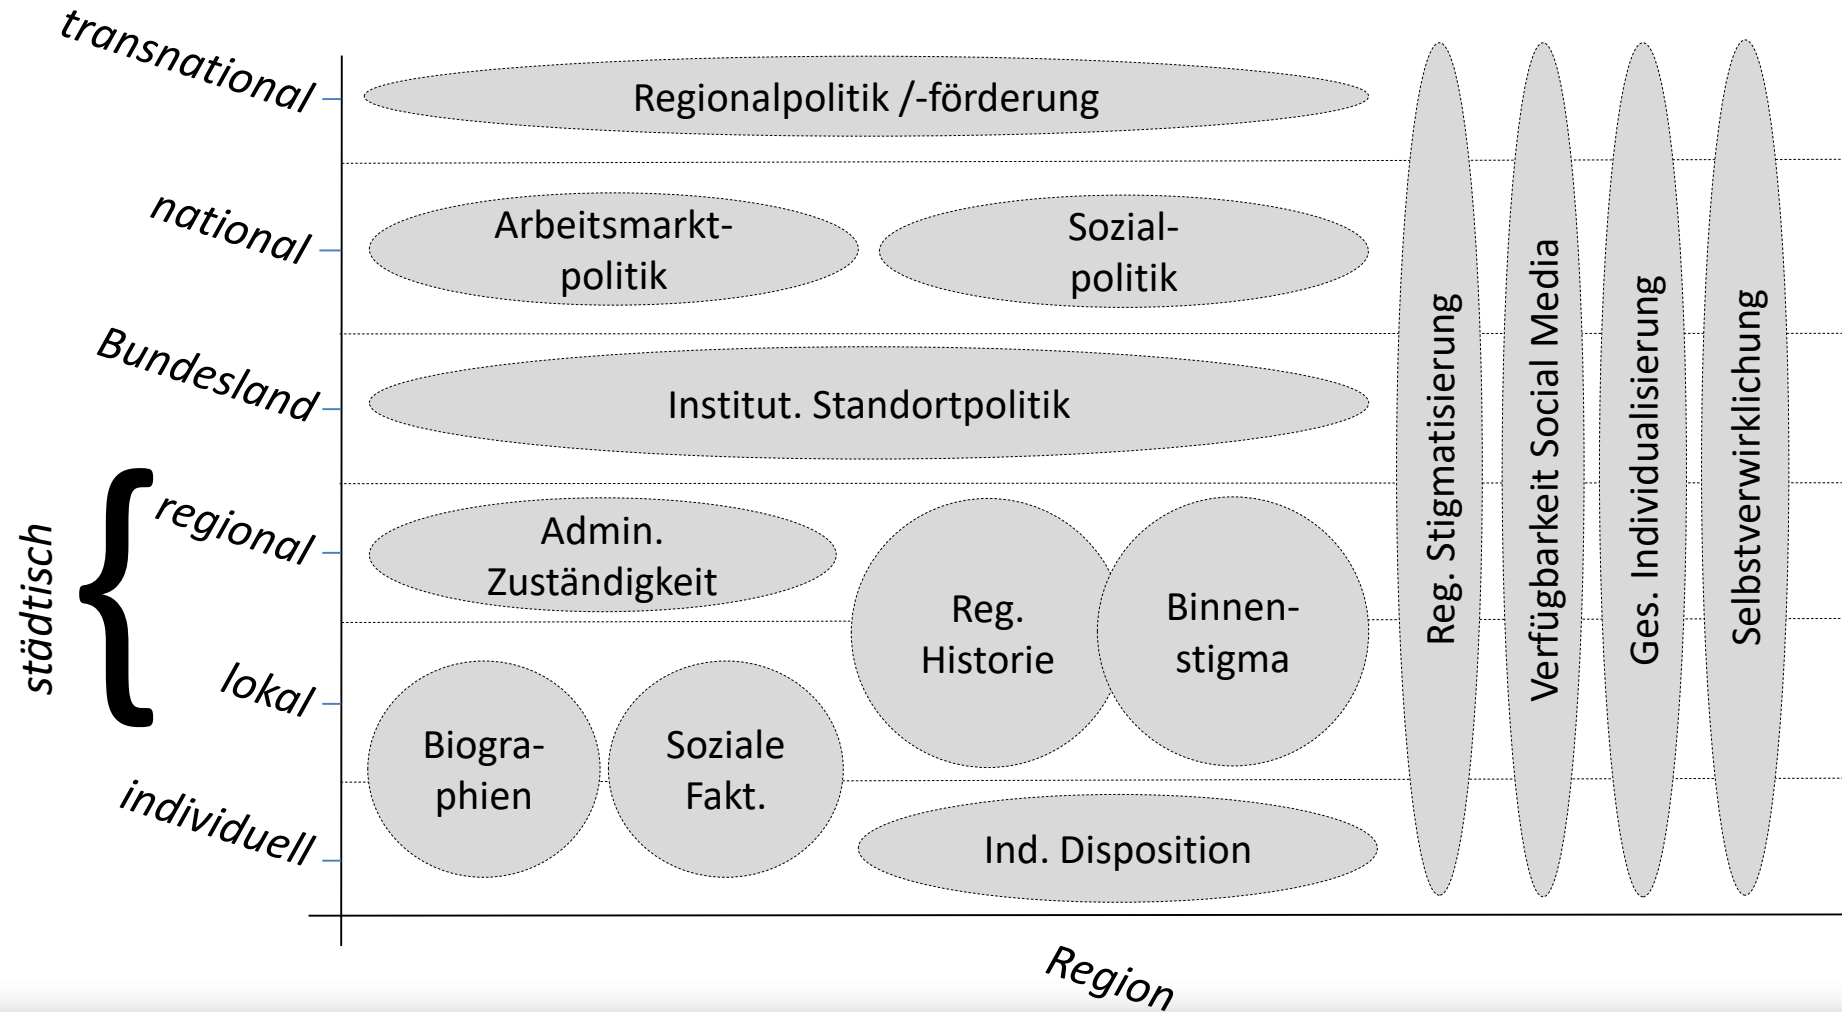 transnational
Regionalpolitik /-förderung
national
Arbeitsmarkt-
politik
Sozial-
politik
Bundesland
Institut. Standortpolitik
städtisch
{
regional
Admin.
Zuständigkeit
Reg.
Historie
Binnen-
stigma
lokal
Biogra-
phien
Soziale
Fakt.
individuell
Ind. Disposition
Reg. Stigmatisierung
Verfügbarkeit Social Media
Ges. Individualisierung
Selbstverwirklichung
Region